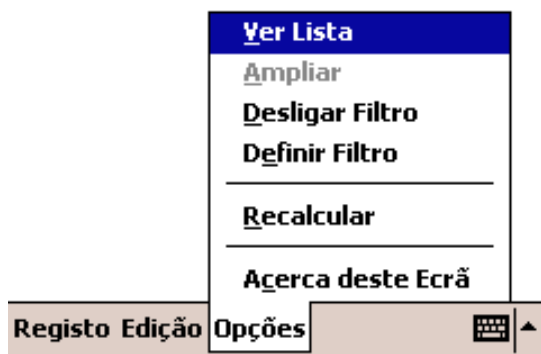 Ver Lista
Ampliar
Desligar Filtro
Definir Filtro
Recalcular
Acerca deste Ecrã
Registo Edição Opções